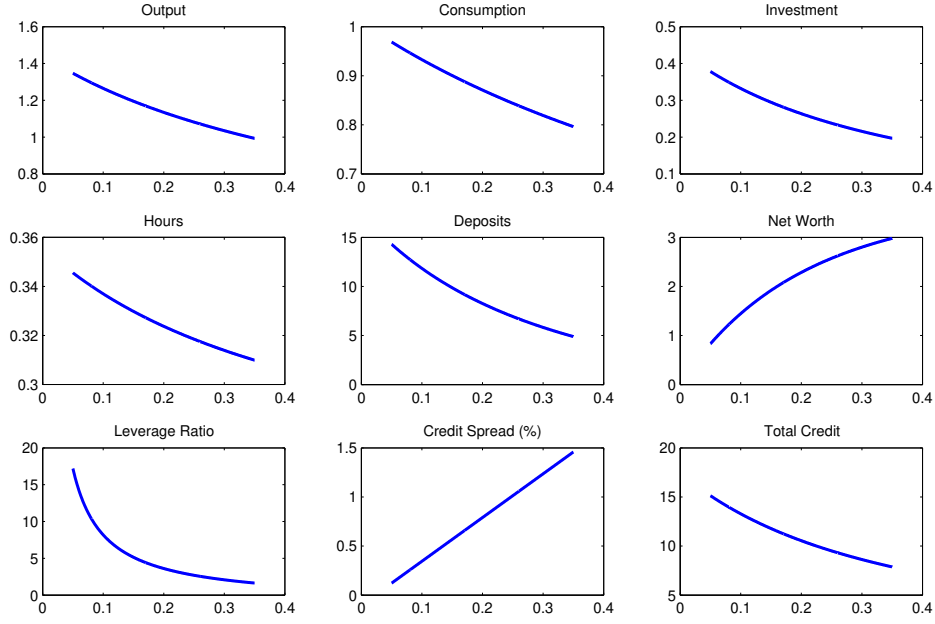 Output
1.6
1.4
1.2
1
0.8
0 0.1 0.2 0.3 0.4
Consumption
1
0.9
0.8
0.7
0 0.1 0.2 0.3 0.4
Investment
0.5
0.4
0.3
0.2
0.1
0 0.1 0.2 0.3 0.4
Hours
0.36
0.34
0.32
0.3
0 0.1 0.2 0.3 0.4
Deposits
15
10
5
0
0 0.1 0.2 0.3 0.4
Net Worth
3
2
1
0
0 0.1 0.2 0.3 0.4
Leverage Ratio
20
15
10
5
0
0 0.1 0.2 0.3 0.4
Credit Spread (%)
1.5
1
0.5
0
0 0.1 0.2 0.3 0.4
Total Credit
20
15
10
5
0 0.1 0.2 0.3 0.4